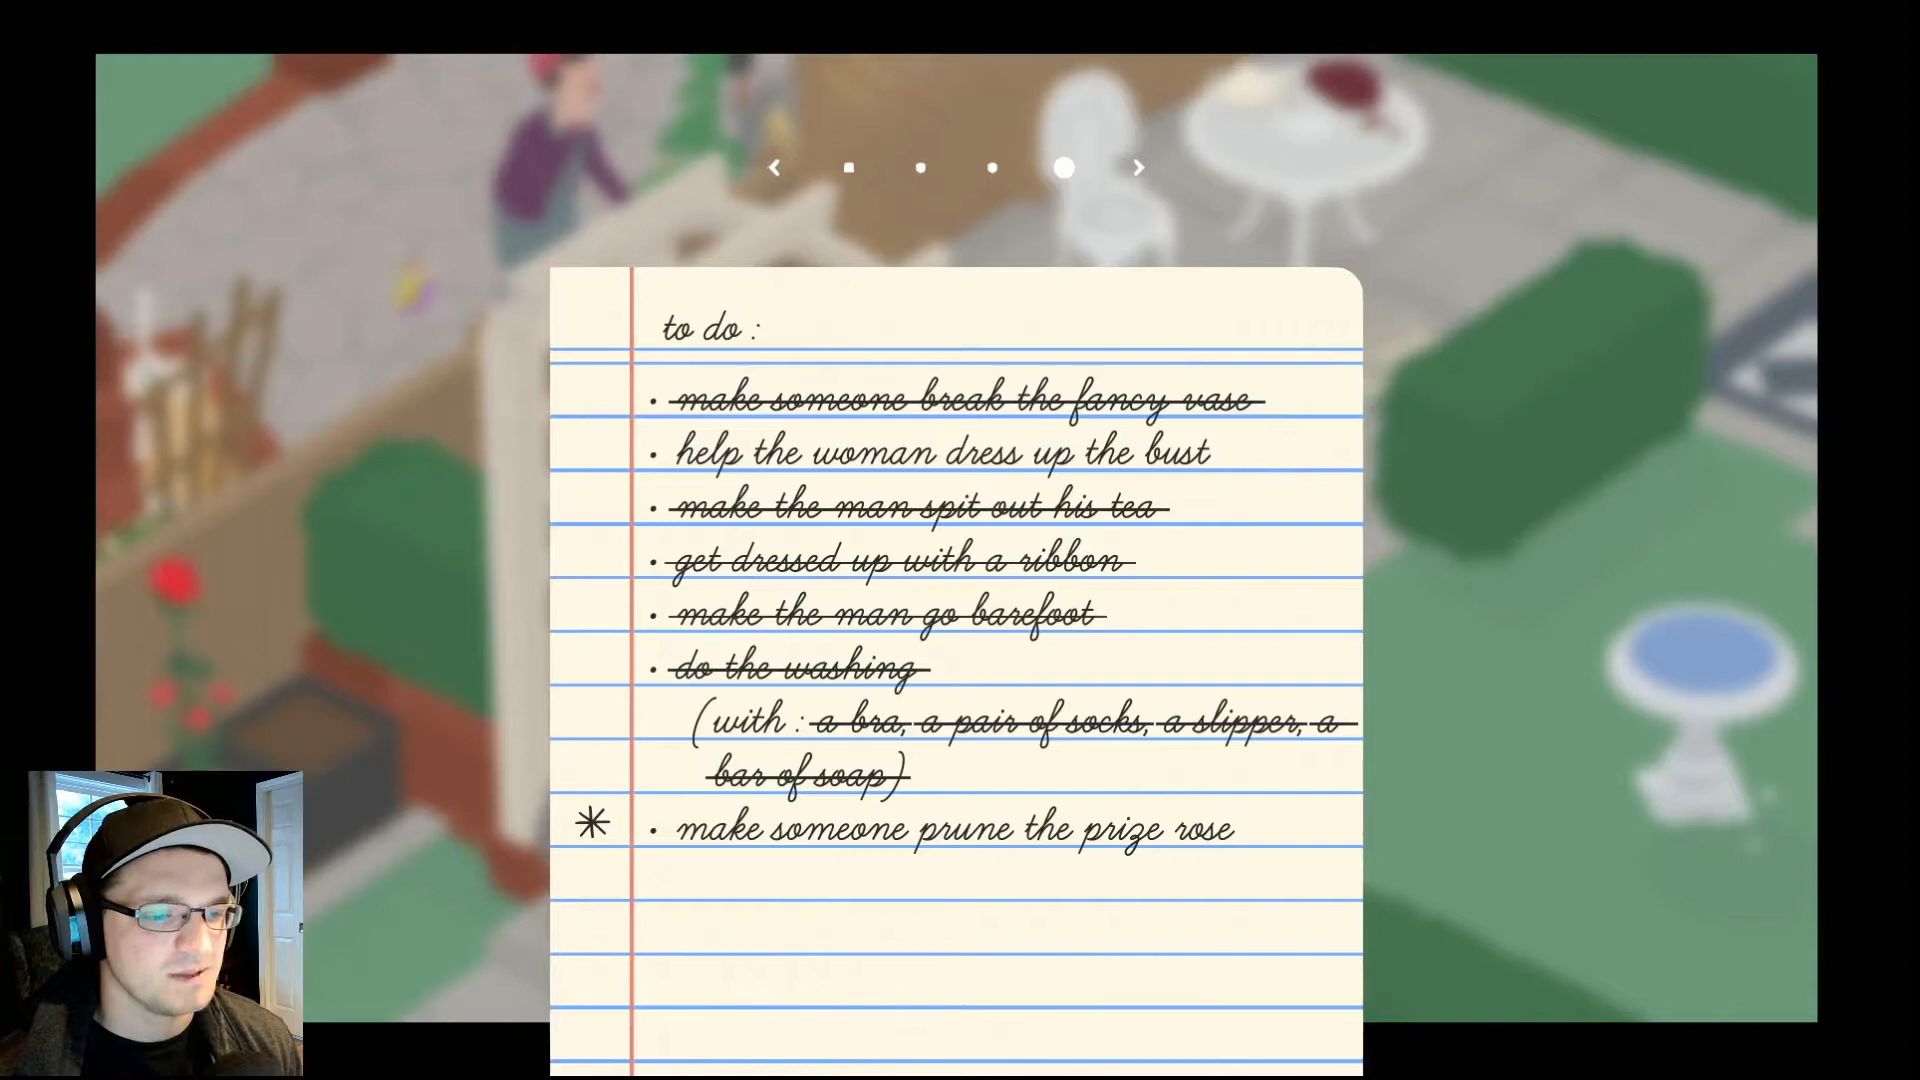 to do :
• make someone break the fancy vase
• help the woman dress up the bust
• make the man spit out his tea
• get dressed up with a ribbon
• make the man go barefoot
• do the washing
(with : a bra, a pair of socks, a slipper, a
bar of soap)
* • make someone prune the prize rose